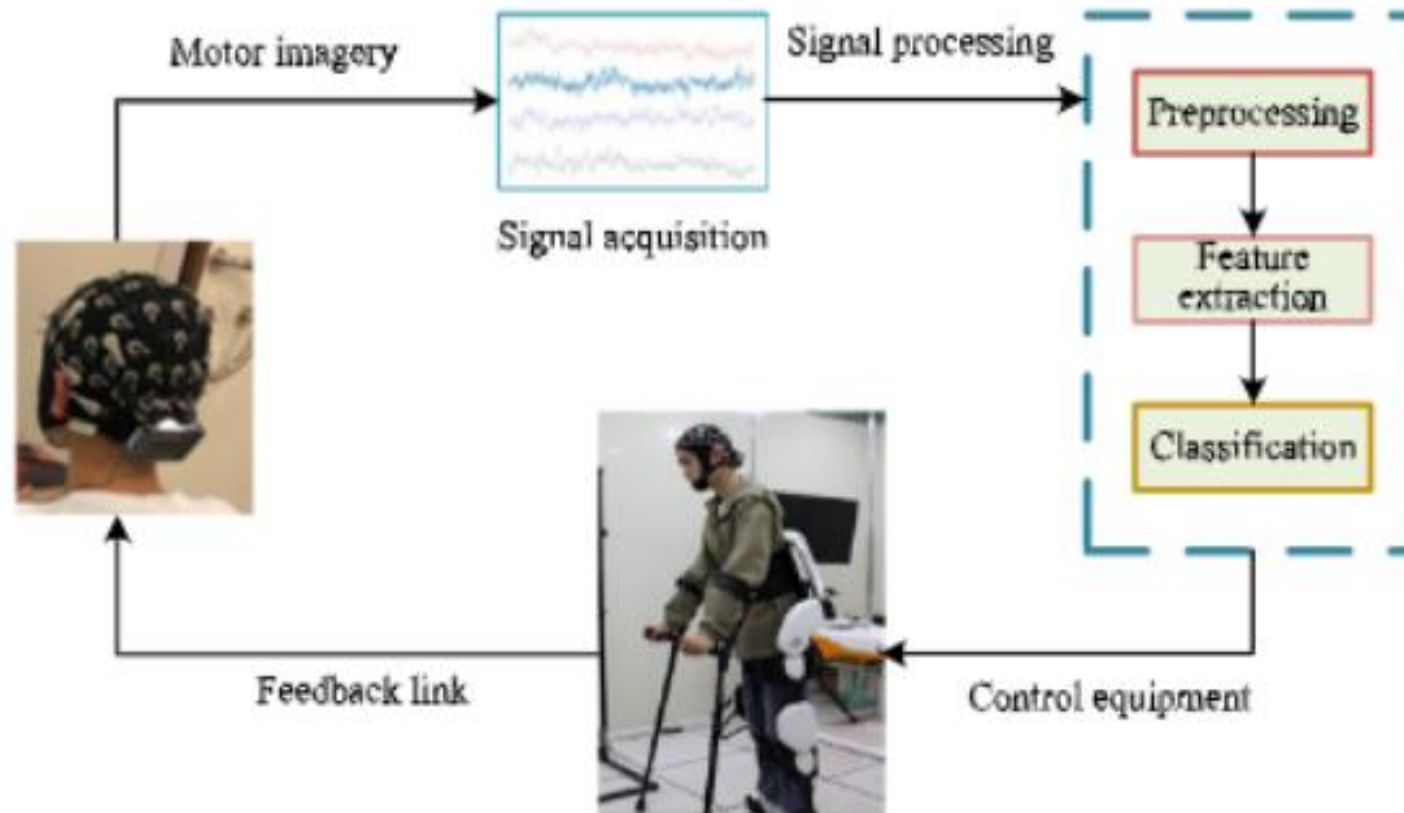 Motor imagery
Signal processing
Signal acquisition
Preprocessing
Feature
extraction
Classification
Feedback link
Control equipment